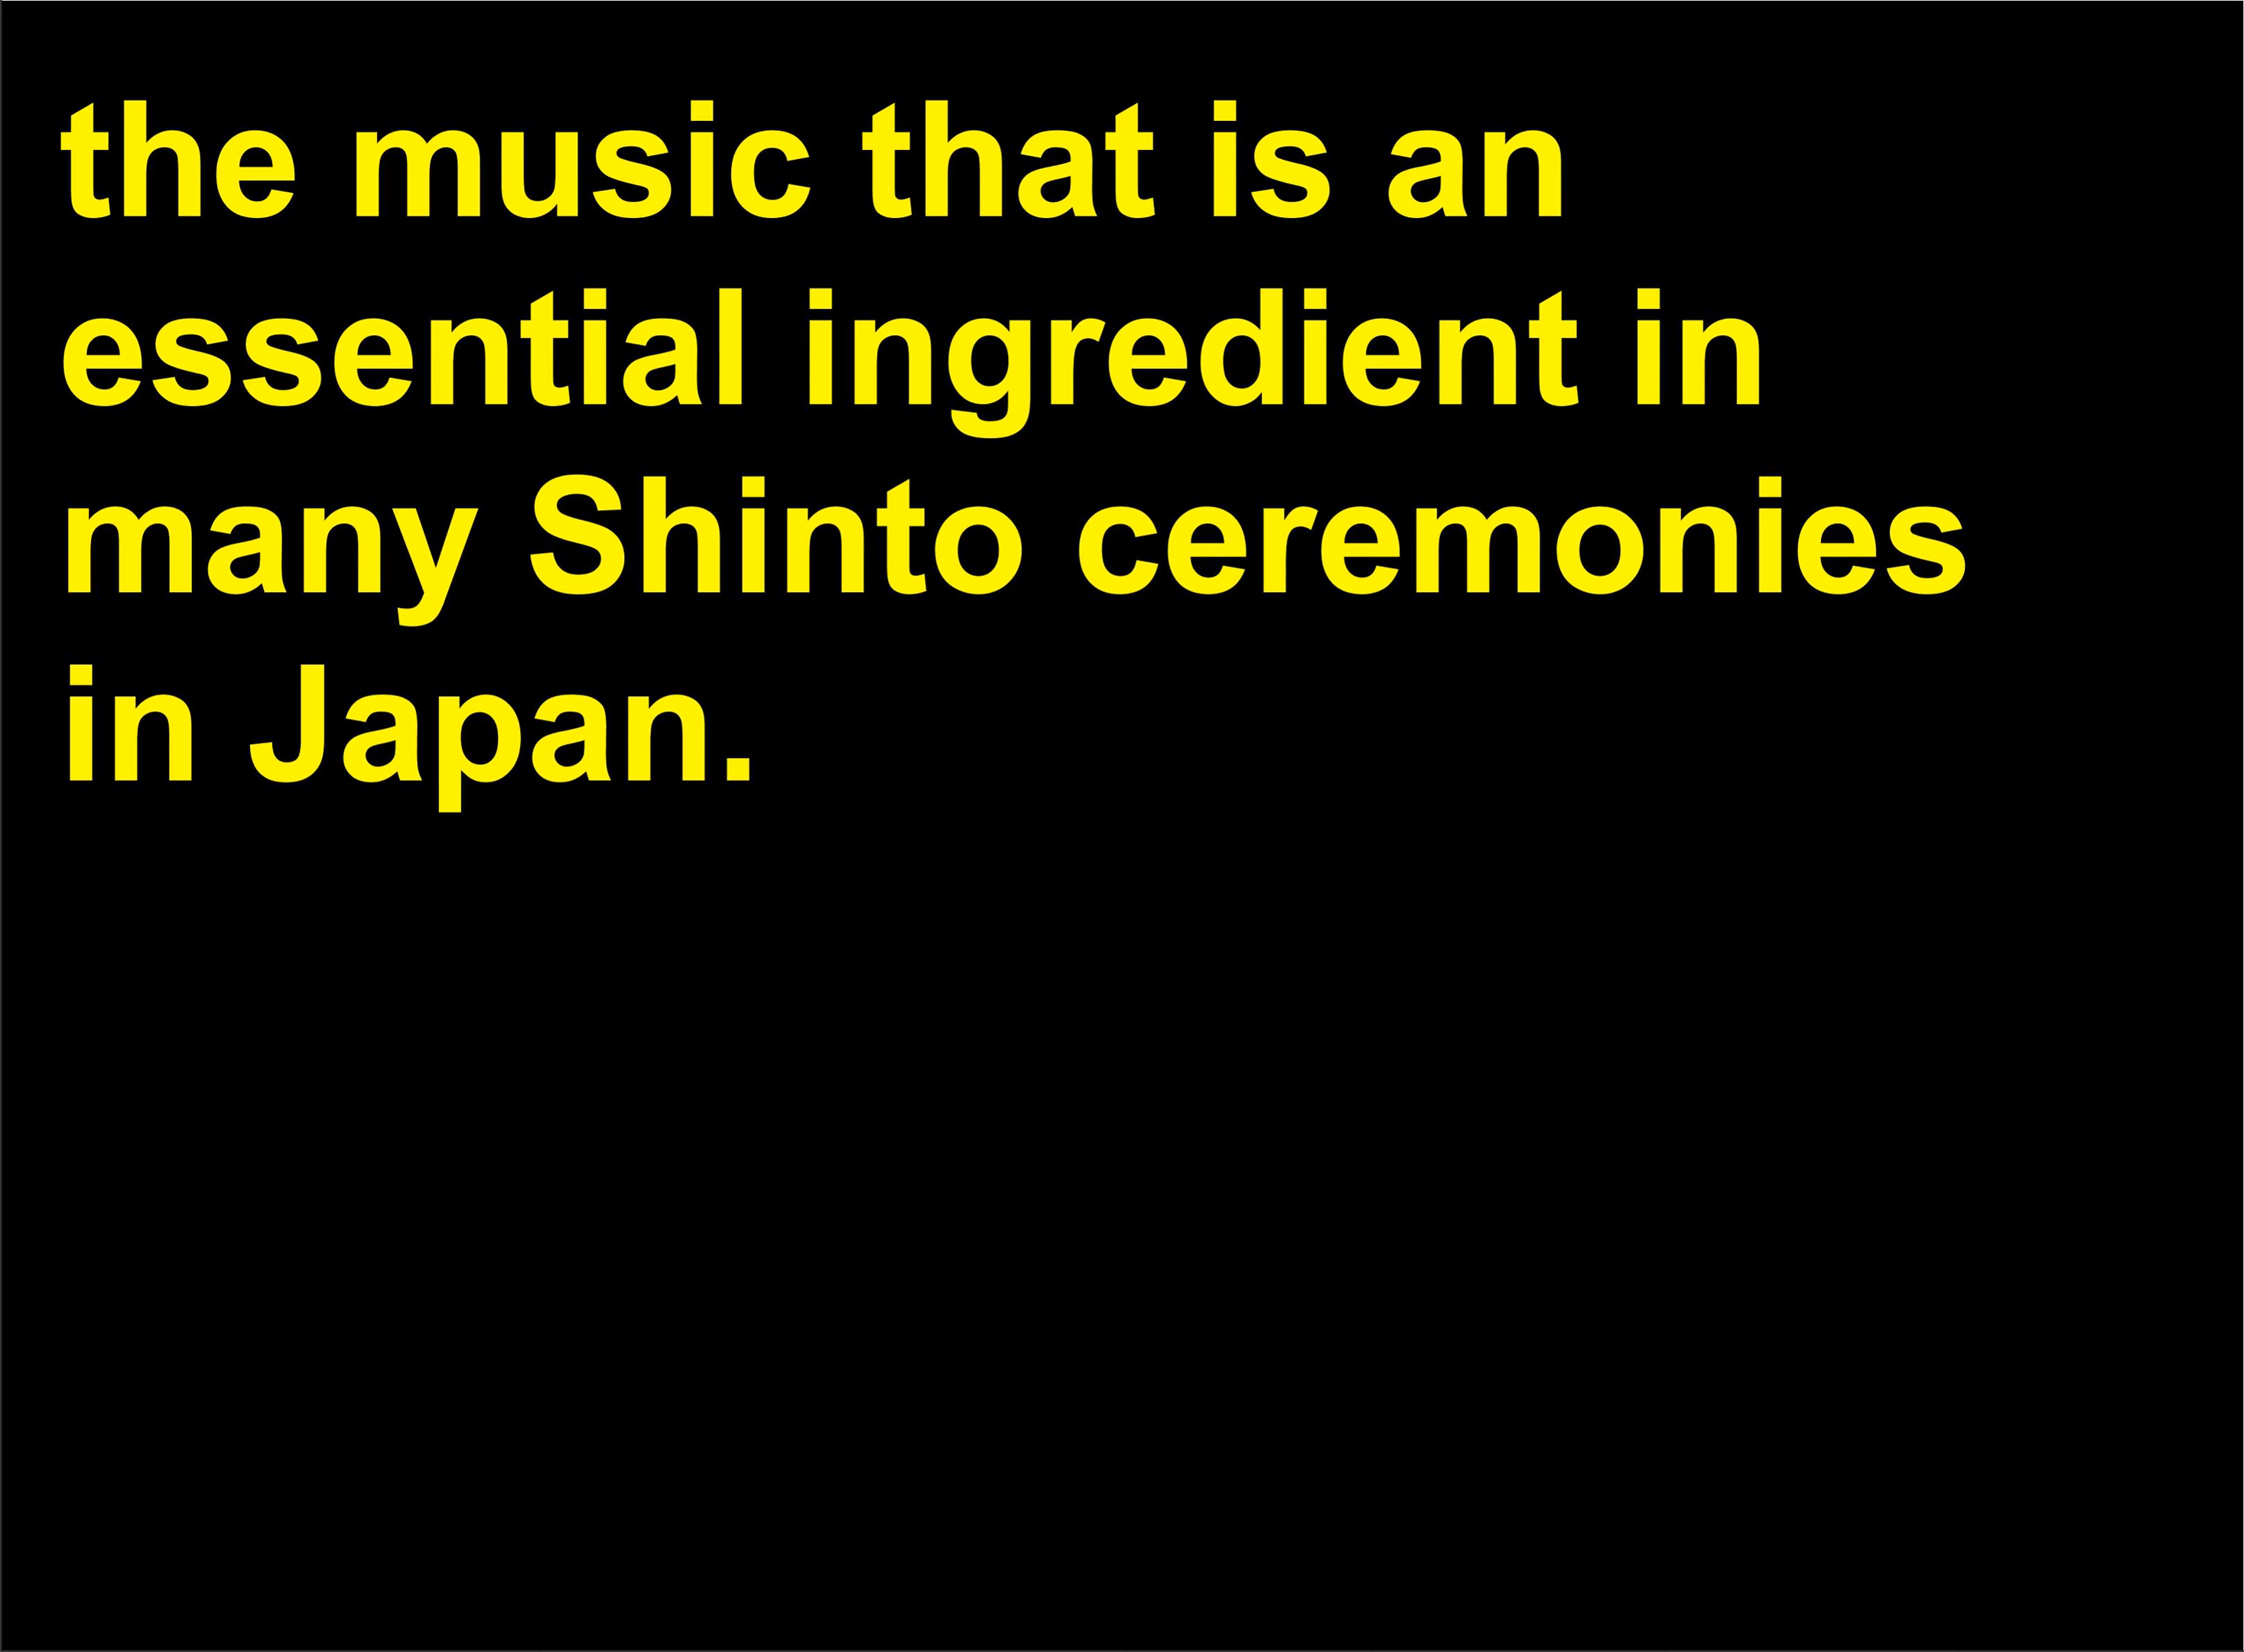 the music that is an
essential ingredient in
many Shinto ceremonies
in Japan.